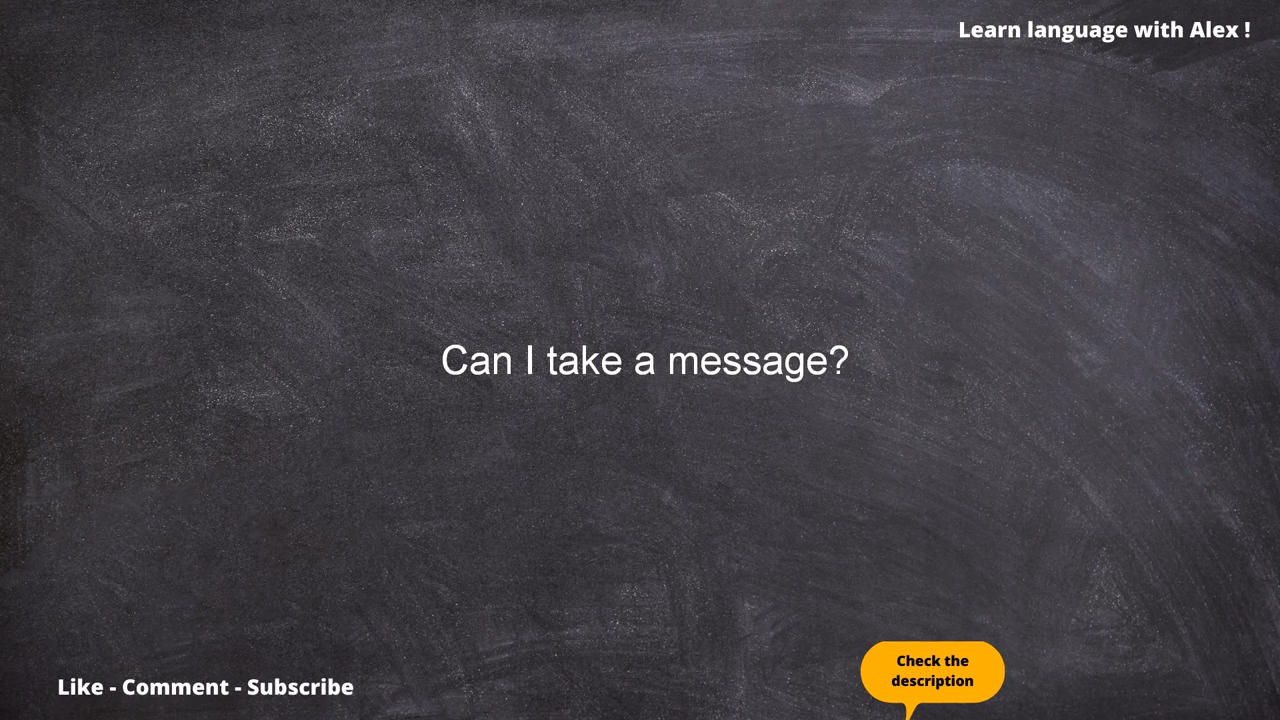 Learn language with Alex !
Can I take a message?
Like - Comment - Subscribe
Check the
description